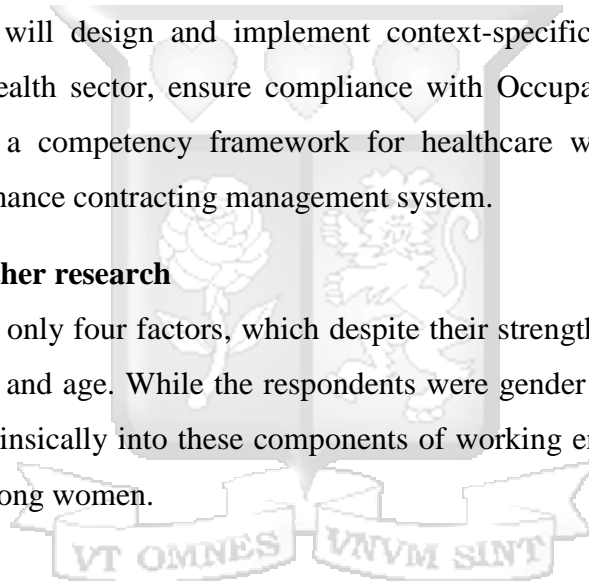 will design and implement context-specific
ealth sector, ensure compliance with Occupa
a competency framework for healthcare w
nance contracting management system.
her research
only four factors, which despite their strength
and age. While the respondents were gender
insically into these components of working en
ong women.
VT OMNES VNVM SINT